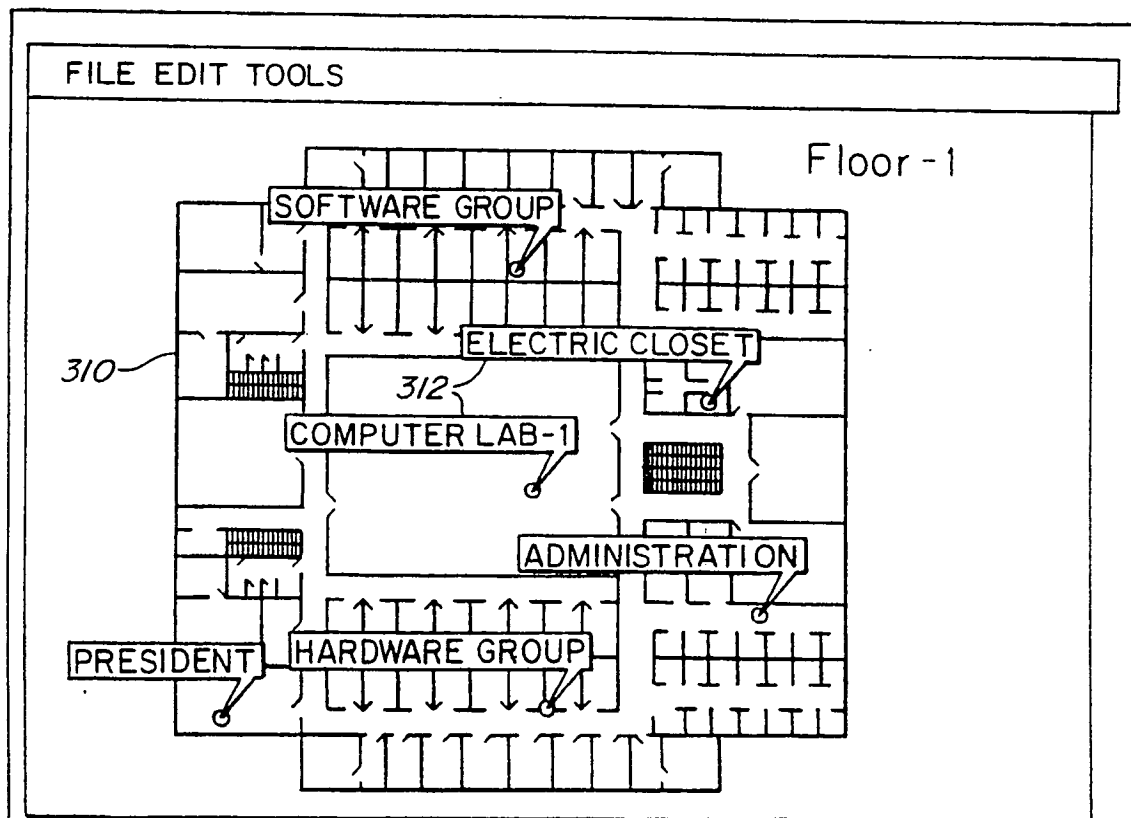 FILE EDIT TOOLS
Floor-1
SOFTWARE GROUP
ELECTRIC CLOSET
310
312
COMPUTER LAB-1
ADMINISTRATION
HARDWARE GROUP
PRESIDENT